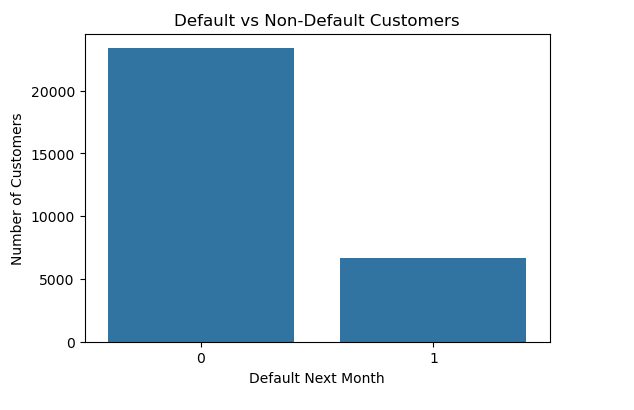 Default vs Non-Default Customers
Number of Customers
20000
15000
10000
5000
0
0 1
Default Next Month